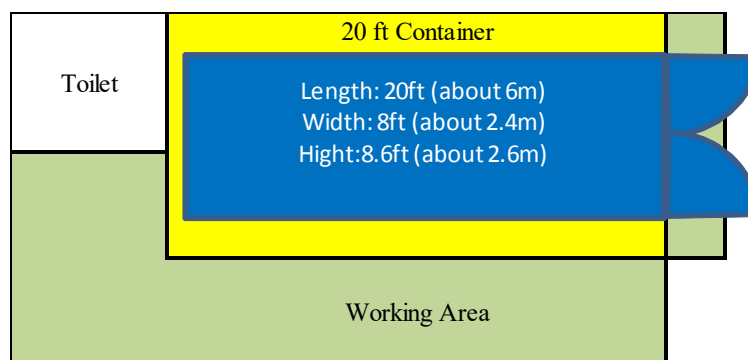 20 ft Container
Toilet
Length: 20ft (about 6m)
Width: 8ft (about 2.4m)
Hight:8.6ft (about 2.6m)
Working Area